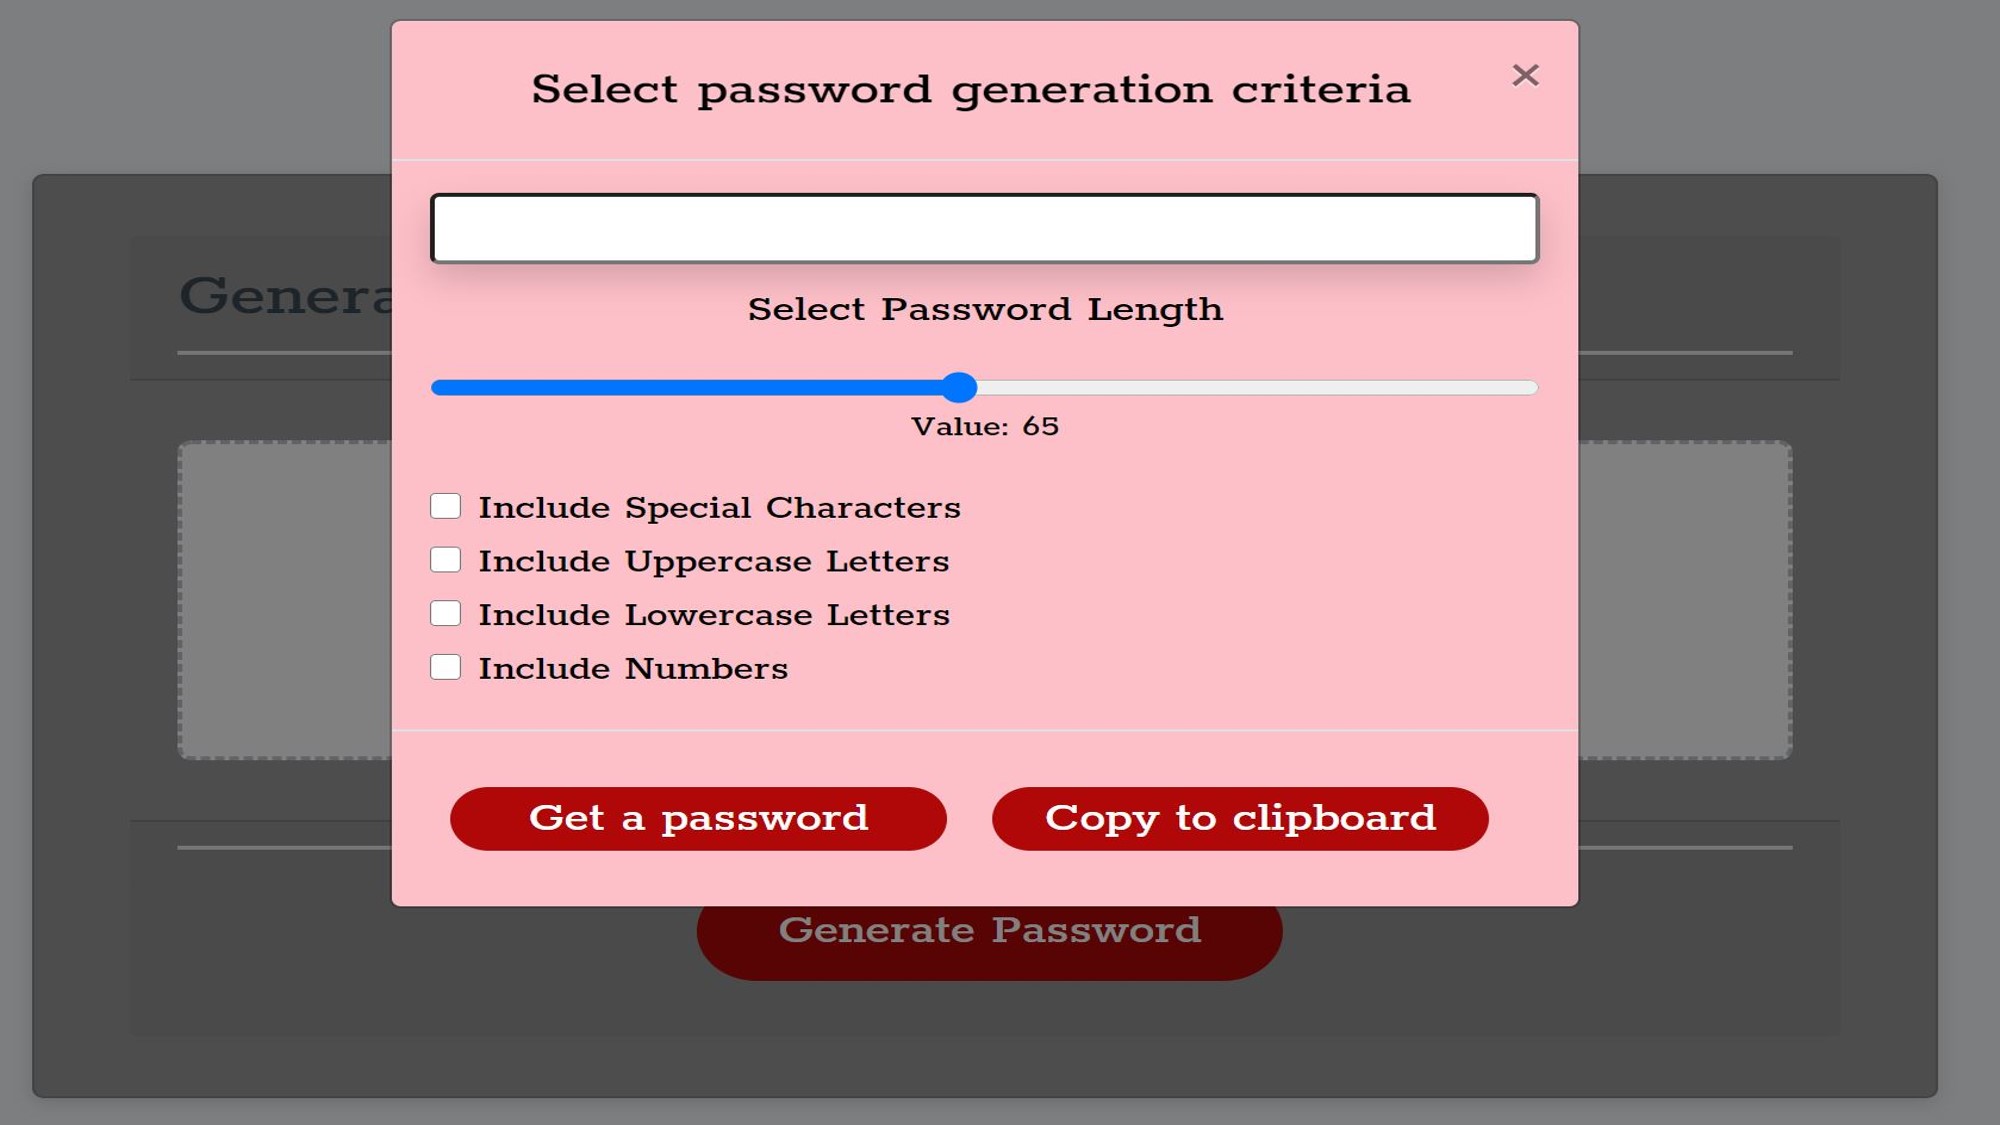 Select password generation criteria
×
Genera
Select Password Length
Value: 65
Include Special Characters
Include Uppercase Letters
Include Lowercase Letters
Include Numbers
Get a password
Copy to clipboard
Generate Password